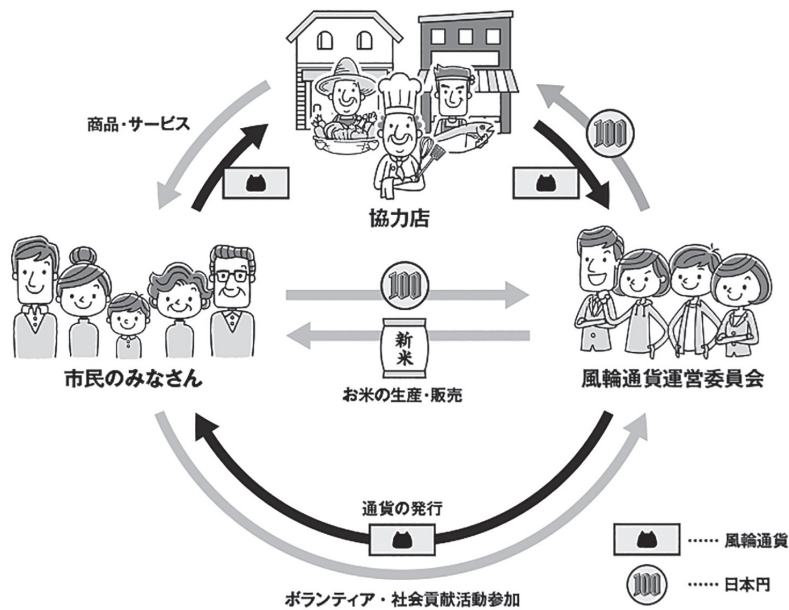 商品・サービス
100
協力店
100
新米
市民のみなさん
お米の生産・販売
風輪通貨運営委員会
通貨の発行
ボランティア・社会貢献活動参加
……風輪通貨
100 ……日本円